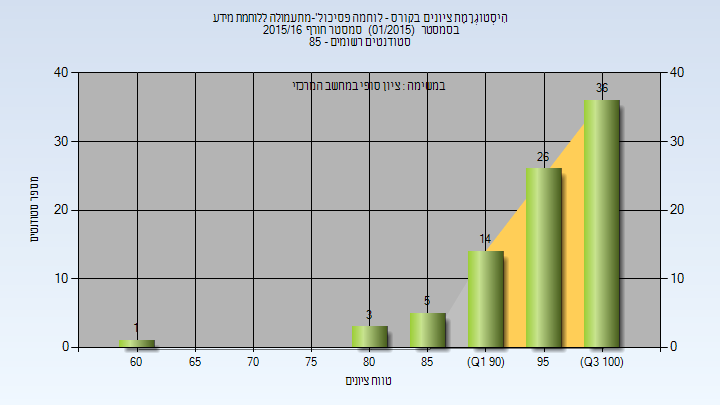 הִיסְטוֹגְרַמַת ציונים בקורס - לוחמה פסיכול'-מתעמולה ללוחמת מידע
בסמסטר (01/2015) סמסטר חורף 2015/16
סטודנטים רשומים - 85
במשימה : ציון סופי במחשב המרכזי
40 40
36
30 30
26
מספר סטודנטים
20 20
14
10 10
5
3
1
0 0
60 65 70 75 80 85 (Q1 90) 95 (Q3 100)
טווח ציונים